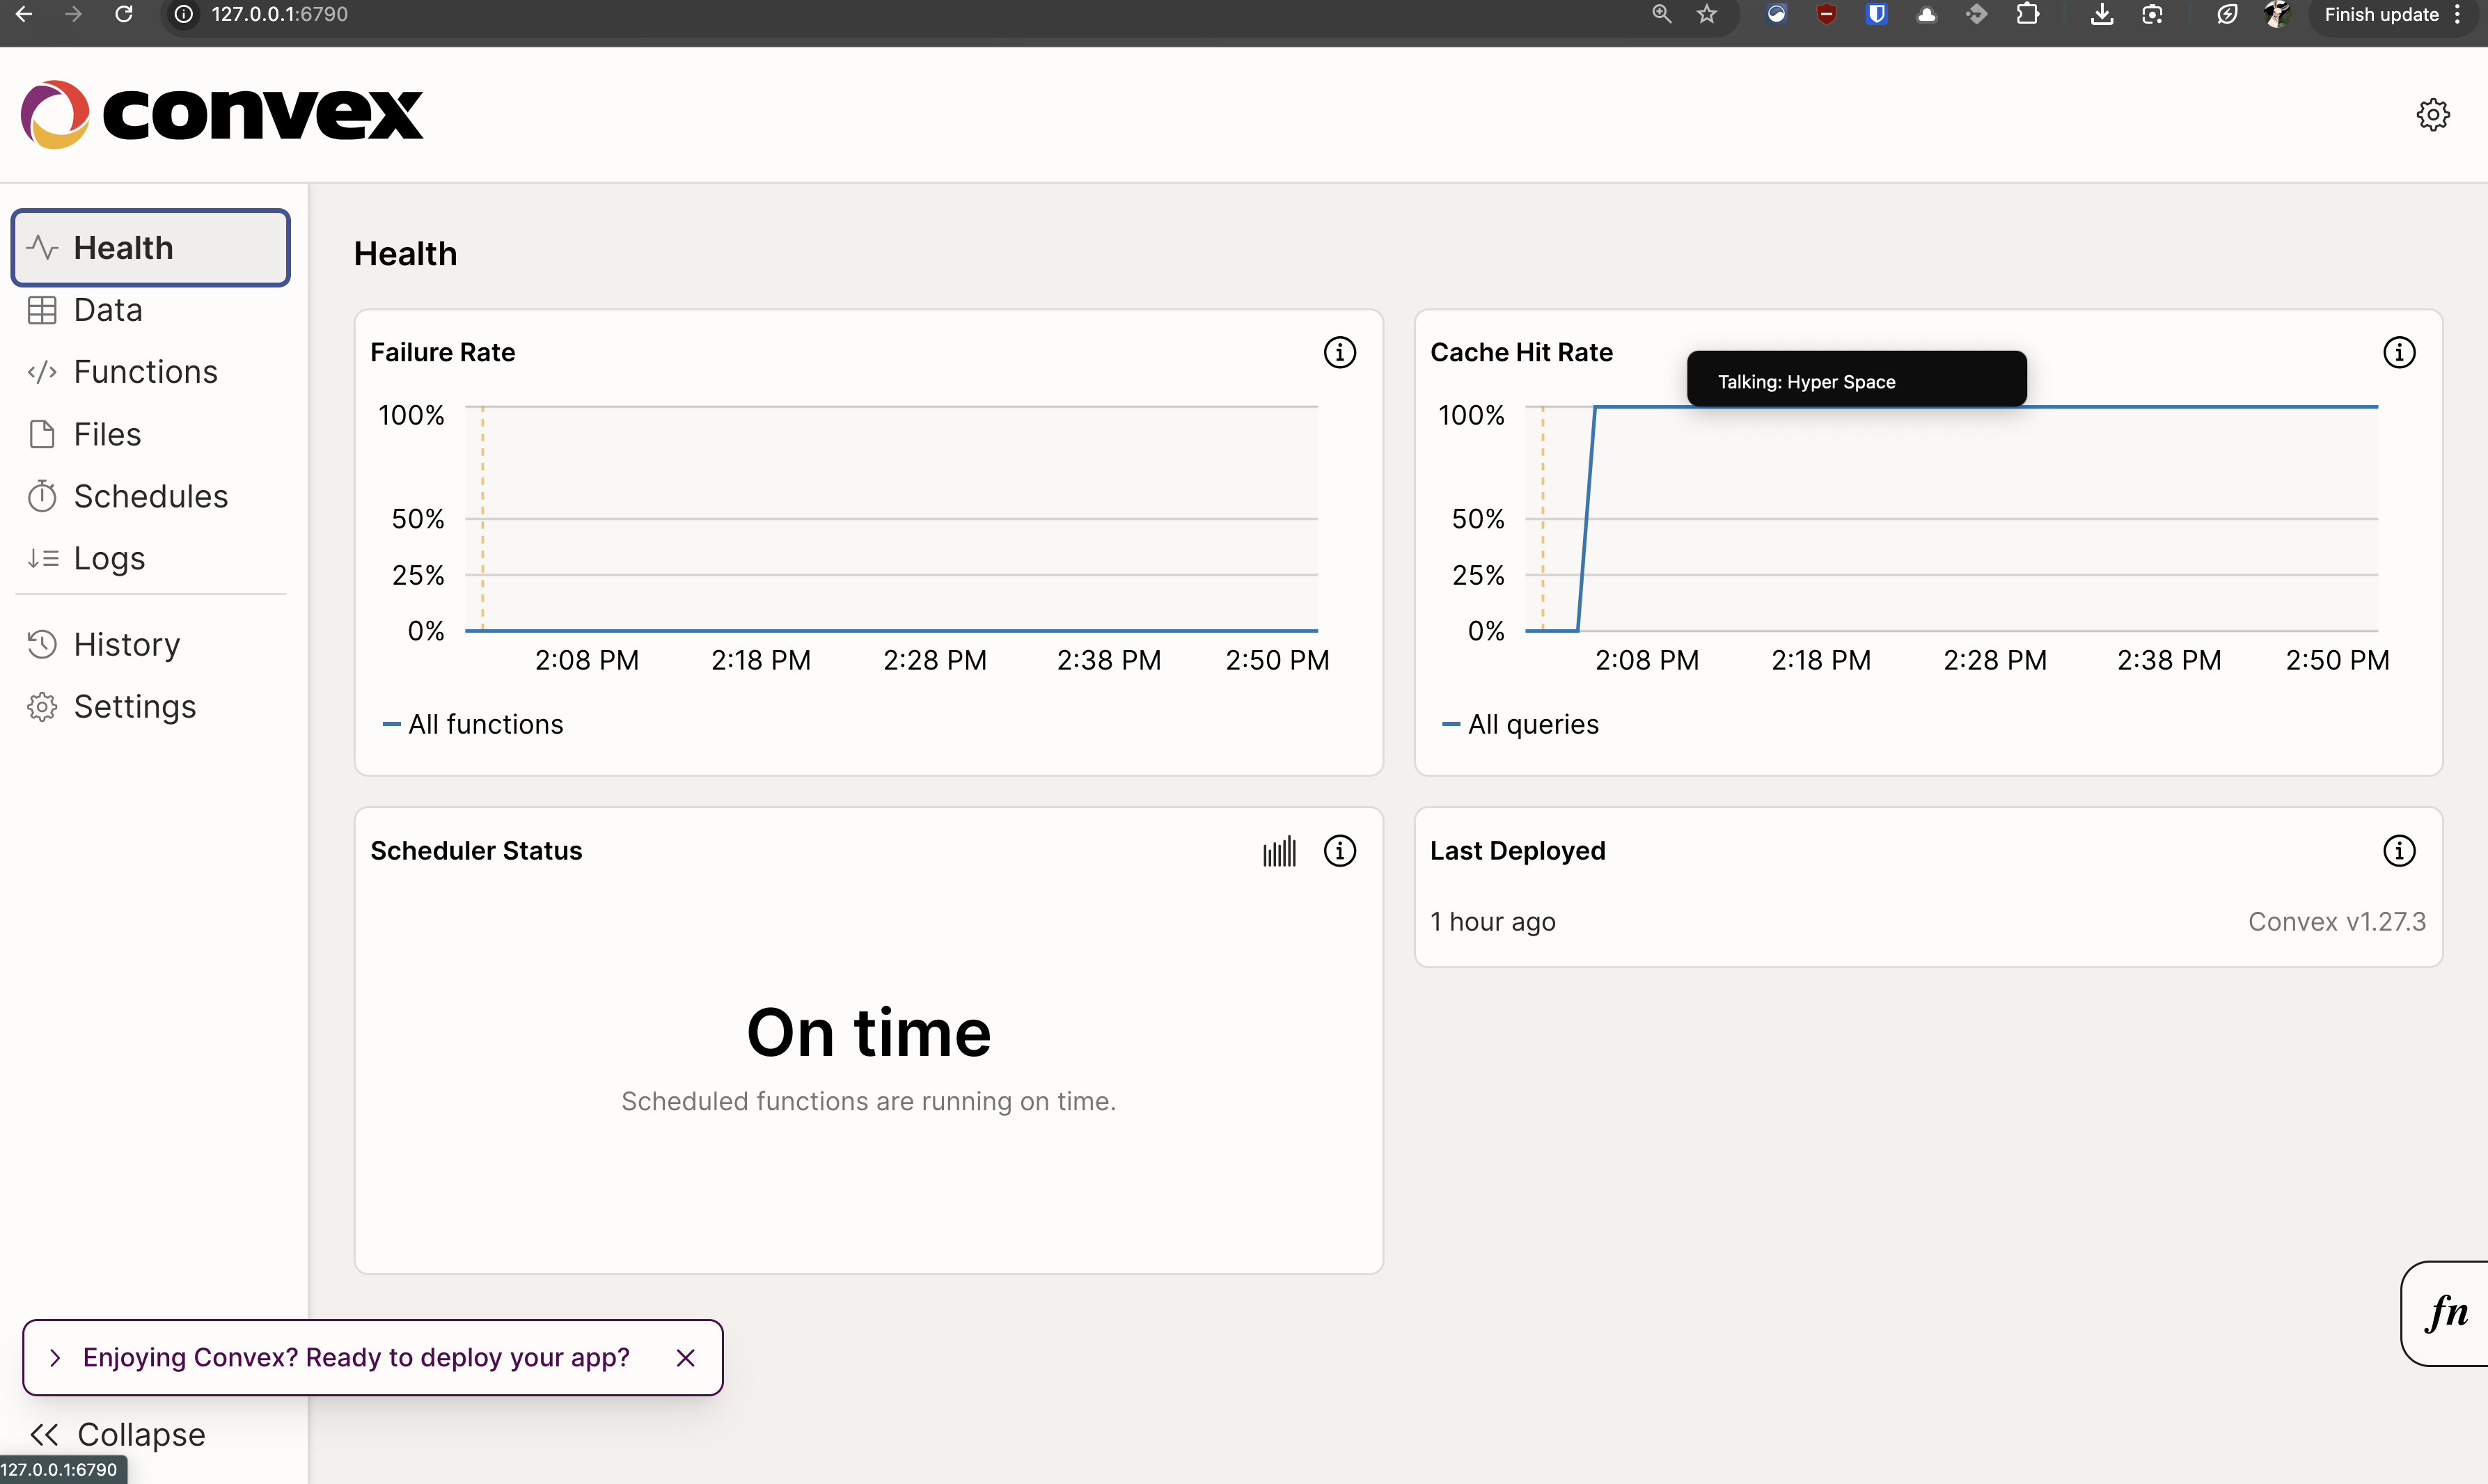 127.0.0.1:6790
Finish update
convex
Health
Data
Functions
Files
Schedules
Logs
History
Settings
Health
Failure Rate
100%
50%
25%
0%
2:08 PM 2:18 PM 2:28 PM 2:38 PM 2:50 PM
All functions
Cache Hit Rate
Talking: Hyper Space
100%
50%
25%
0%
2:08 PM 2:18 PM 2:28 PM 2:38 PM 2:50 PM
All queries
Scheduler Status
On time
Scheduled functions are running on time.
Last Deployed
1 hour ago Convex v1.27.3
fn
Enjoying Convex? Ready to deploy your app?
Collapse
127.0.0.1:6790